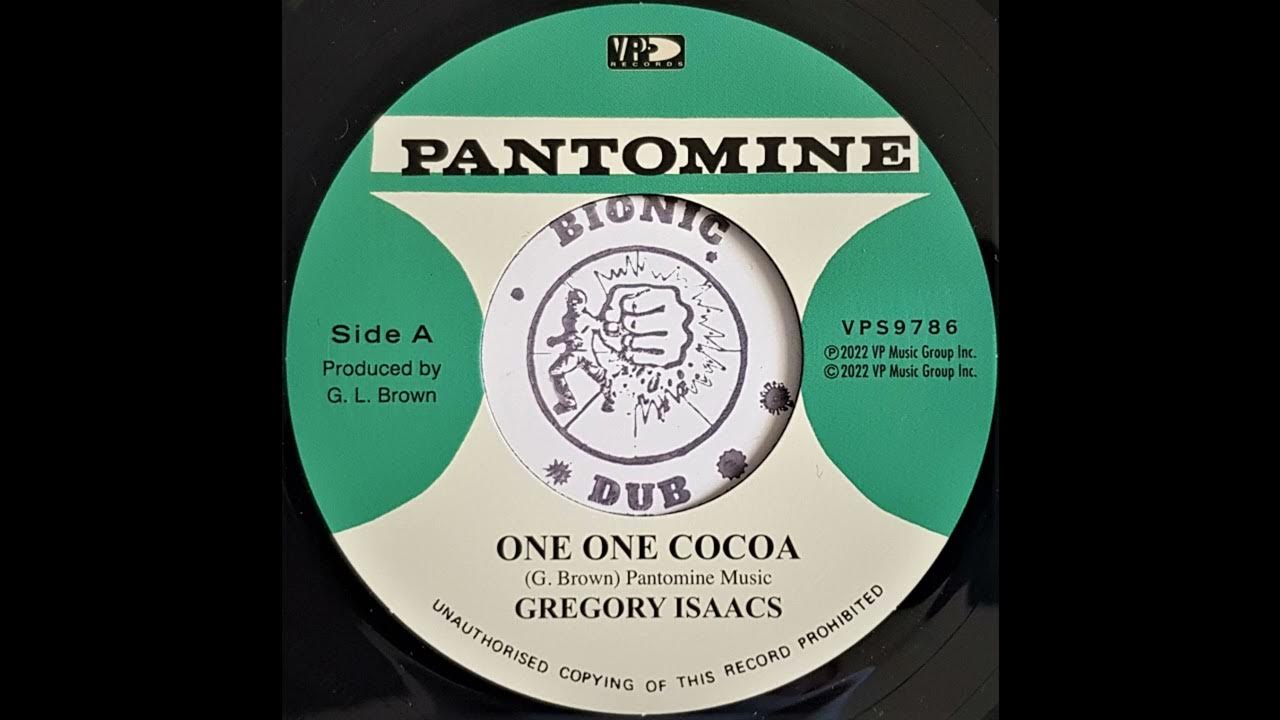 VP
RECORDS
PANTOMINE
BIONIC
DUB
Side A
Produced by
G. L. Brown
VPS9786
℗2022 VP Music Group Inc.
©2022 VP Music Group Inc.
ONE ONE COCOA
(G. Brown) Pantomine Music
GREGORY ISAACS
UNAUTHORISED COPYING OF THIS RECORD PROHIBITED